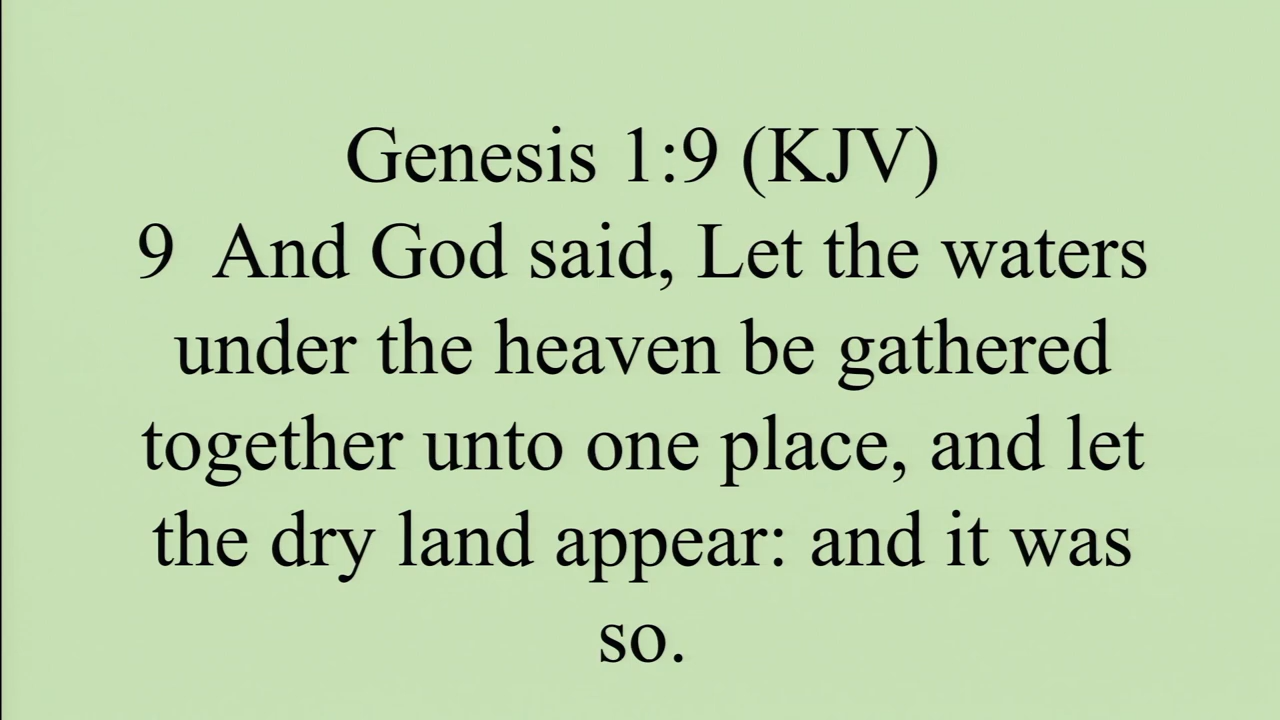 Genesis 1:9 (KJV)
9  And God said, Let the waters
under the heaven be gathered
together unto one place, and let
the dry land appear: and it was
so.